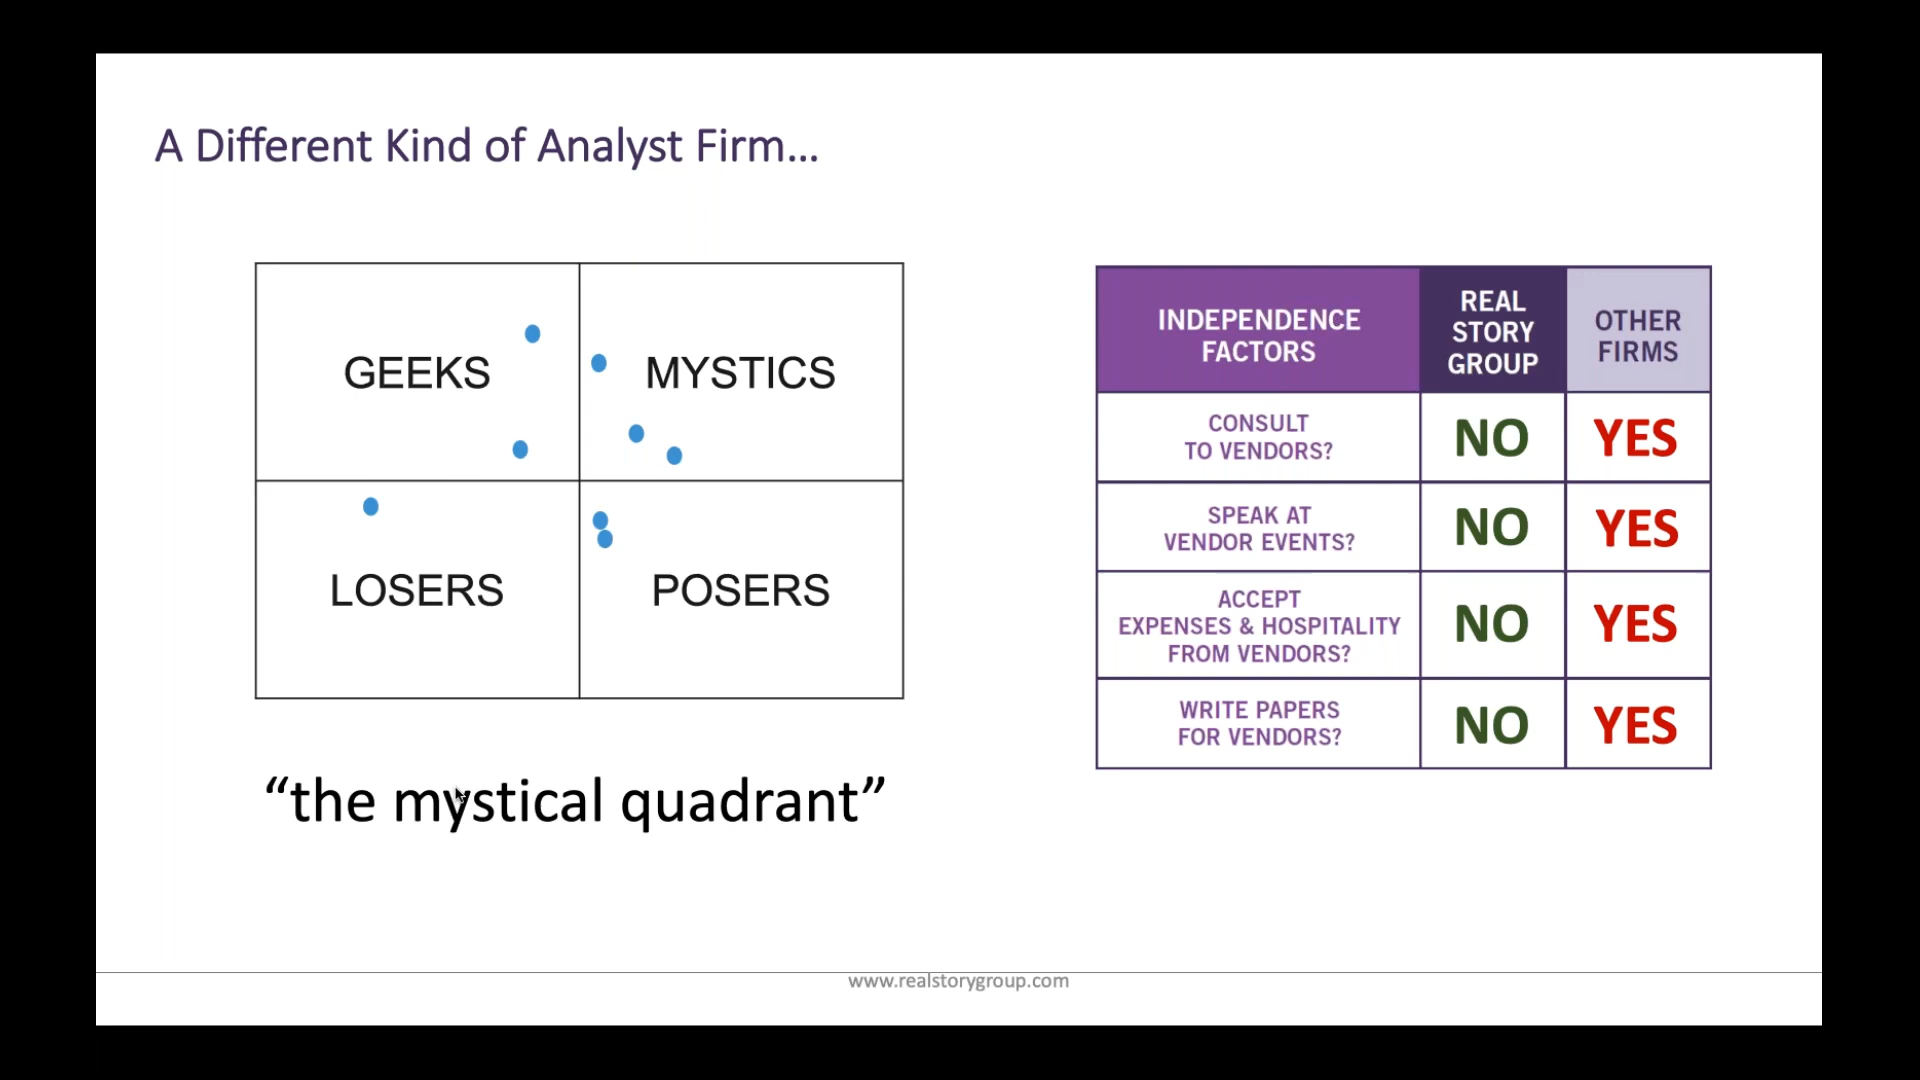 A Different Kind of Analyst Firm...
GEEKS
MYSTICS
LOSERS
POSERS
“the mystical quadrant”
INDEPENDENCE
FACTORS
REAL
STORY
GROUP
OTHER
FIRMS
CONSULT
TO VENDORS?
NO
YES
SPEAK AT
VENDOR EVENTS?
NO
YES
ACCEPT
EXPENSES & HOSPITALITY
FROM VENDORS?
NO
YES
WRITE PAPERS
FOR VENDORS?
NO
YES
www.realstorygroup.com